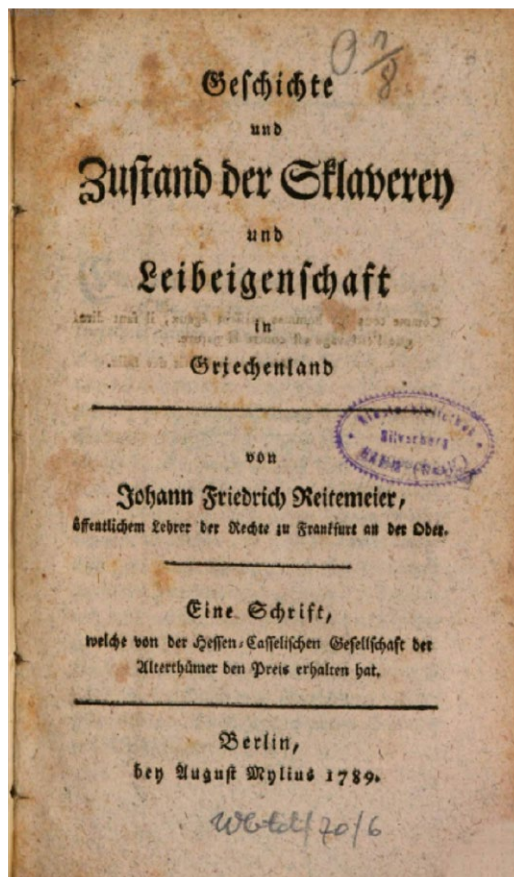 Geschichte
und
Zustand der Sklaverey
und
Leibeigenschaft
in
Griechenland
von
Johann Friedrich Reitemeier,
öffentlichem Lehrer der Rechte zu Frankfurt an der Oder.
Eine Schrift,
welche von der Hessen-Casselischen Gesellschaft der
Alterthümer den Preis erhalten hat.
Berlin,
bey August Mylius 1789.